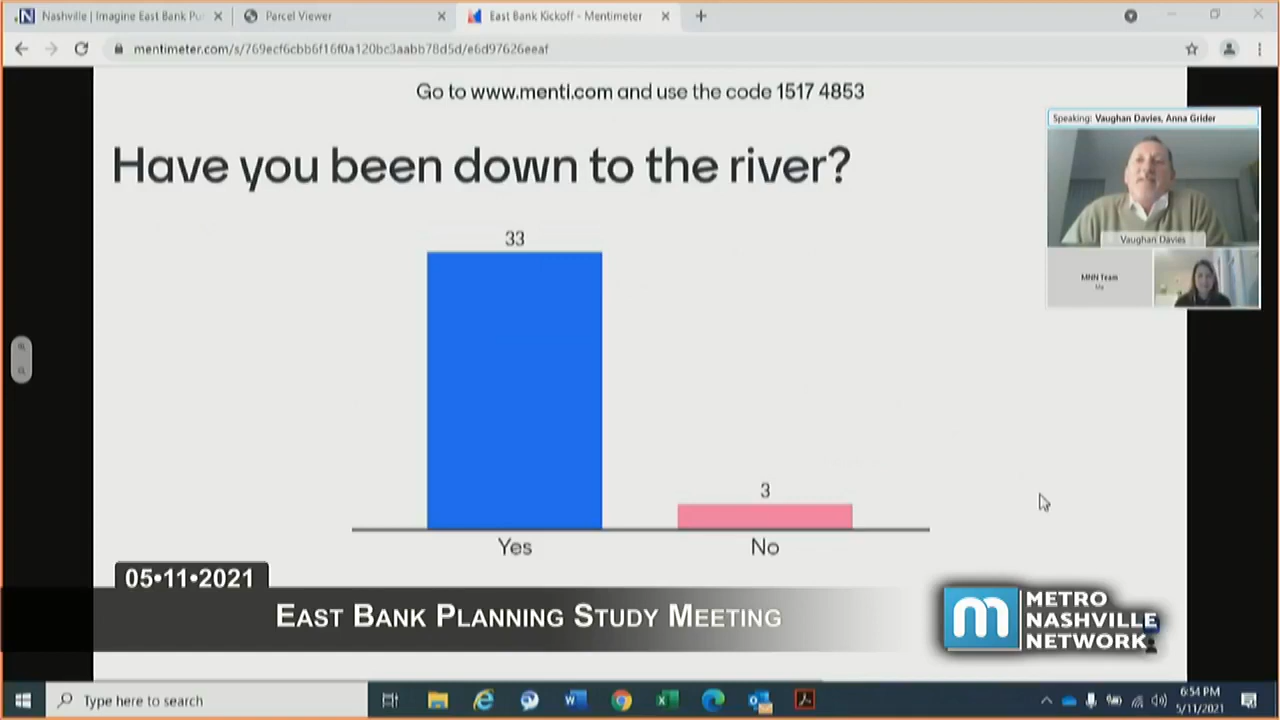 Nashville | Imagine East Bank Pu
Parcel Viewer
East Bank Kickoff - Mentimeter
mentimeter.com/s/769ecf6cbb6f16f0a120bc3aabb78d5d/e6d97626eeaf
Go to www.menti.com and use the code 1517 4853
Speaking: Vaughan Davies, Anna Grider
Have you been down to the river?
Vaughan Davies
MNN Team
Me
33
3
Yes
No
05•11•2021
EAST BANK PLANNING STUDY MEETING
m
METRO
NASHVILLE
NETWORK
Type here to search
6:54 PM
5/11/2021